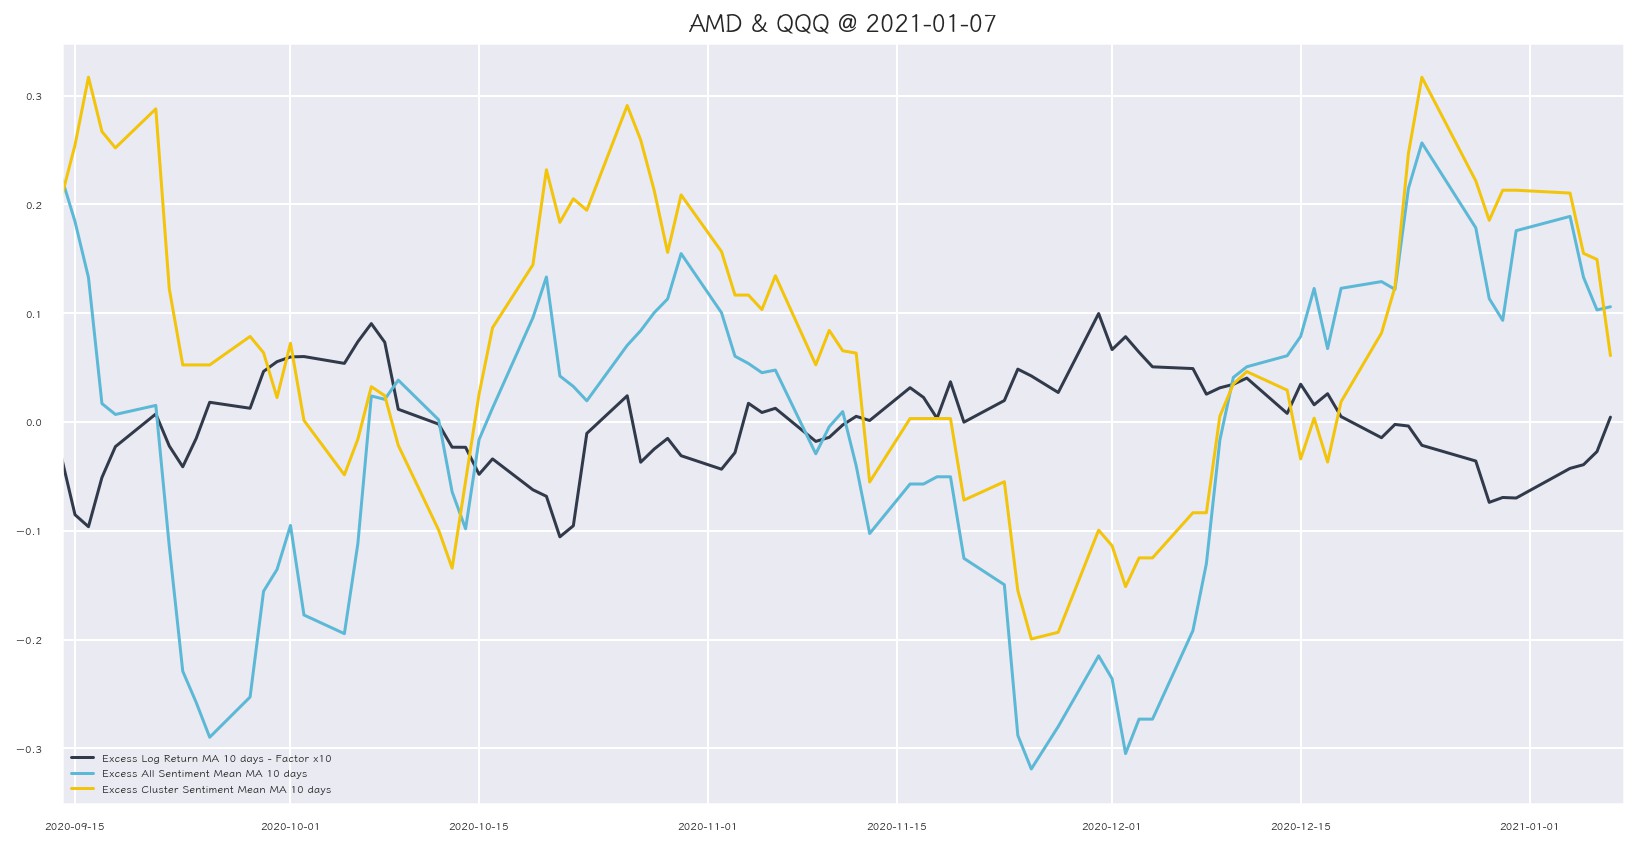 AMD & QQQ @ 2021-01-07
0.3
0.2
0.1
0.0
−0.1
−0.2
−0.3
Excess Log Return MA 10 days - Factor x10
Excess All Sentiment Mean MA 10 days
Excess Cluster Sentiment Mean MA 10 days
2020-09-15 2020-10-01 2020-10-15 2020-11-01 2020-11-15 2020-12-01 2020-12-15 2021-01-01